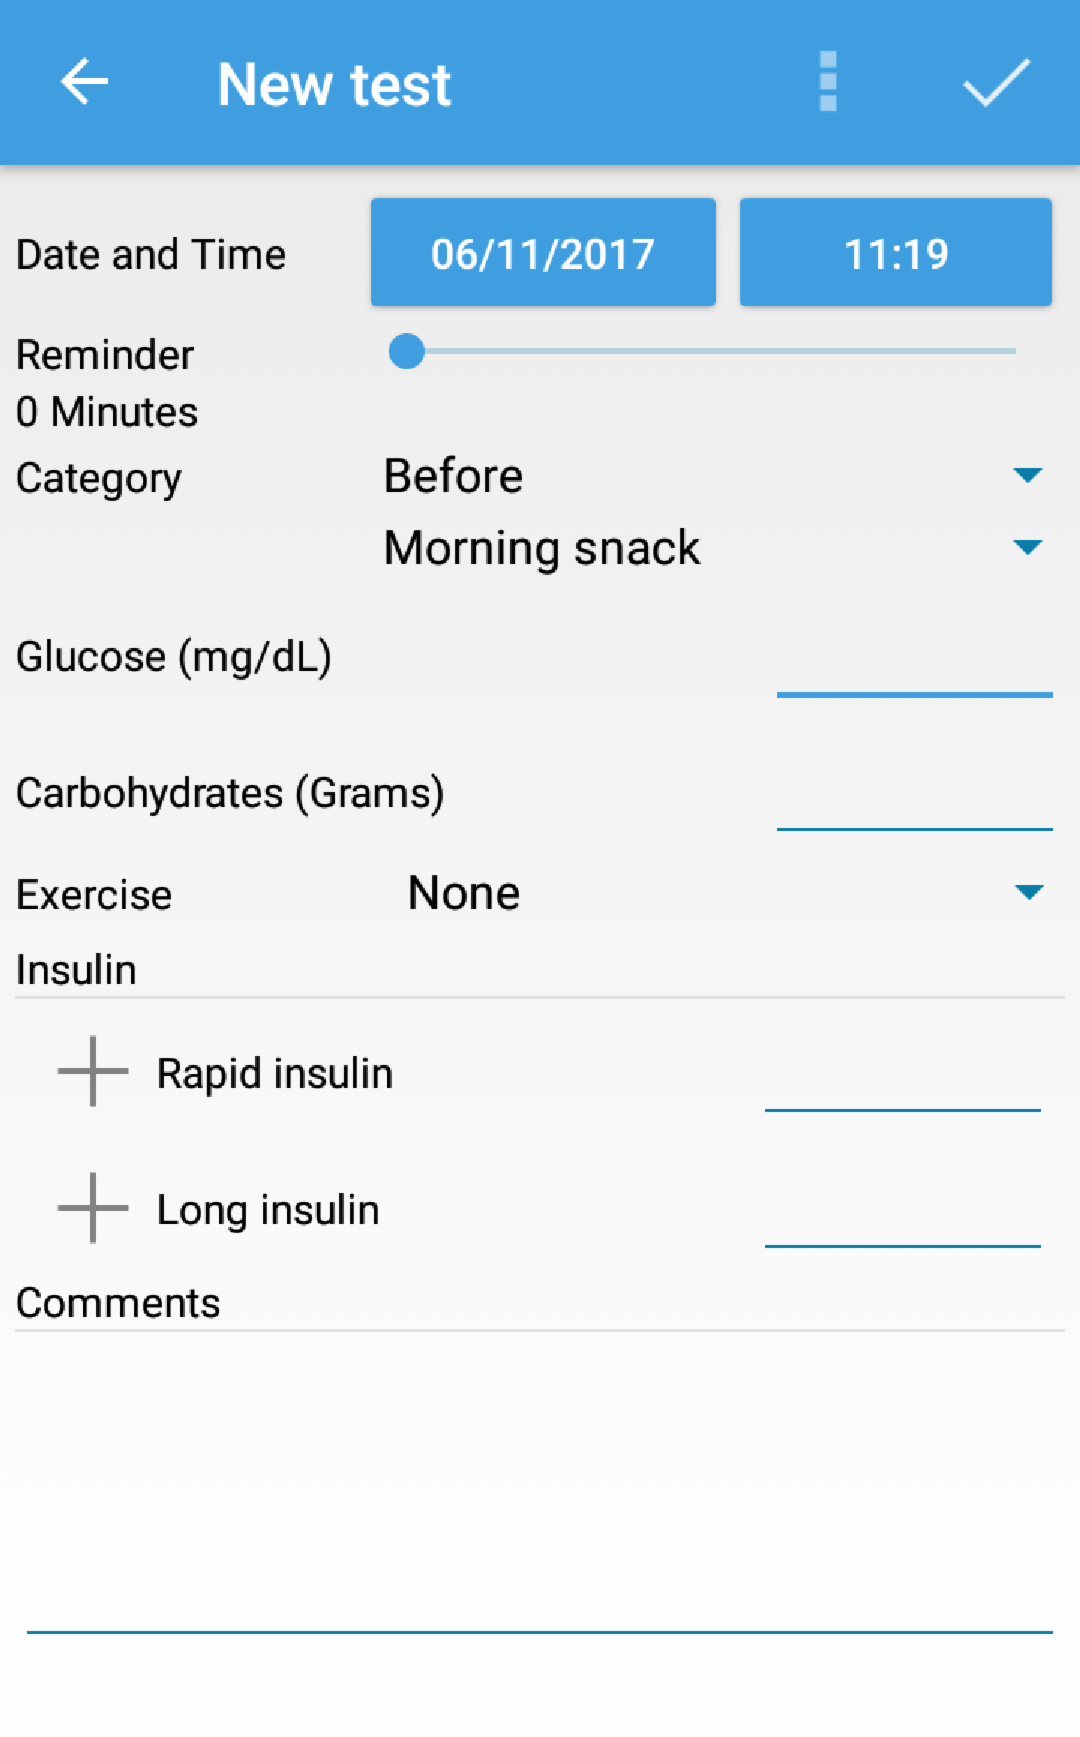 New test
Date and Time 06/11/2017 11:19
Reminder
0 Minutes
Category Before
Morning snack
Glucose (mg/dL)
Carbohydrates (Grams)
Exercise None
Insulin
Rapid insulin
Long insulin
Comments